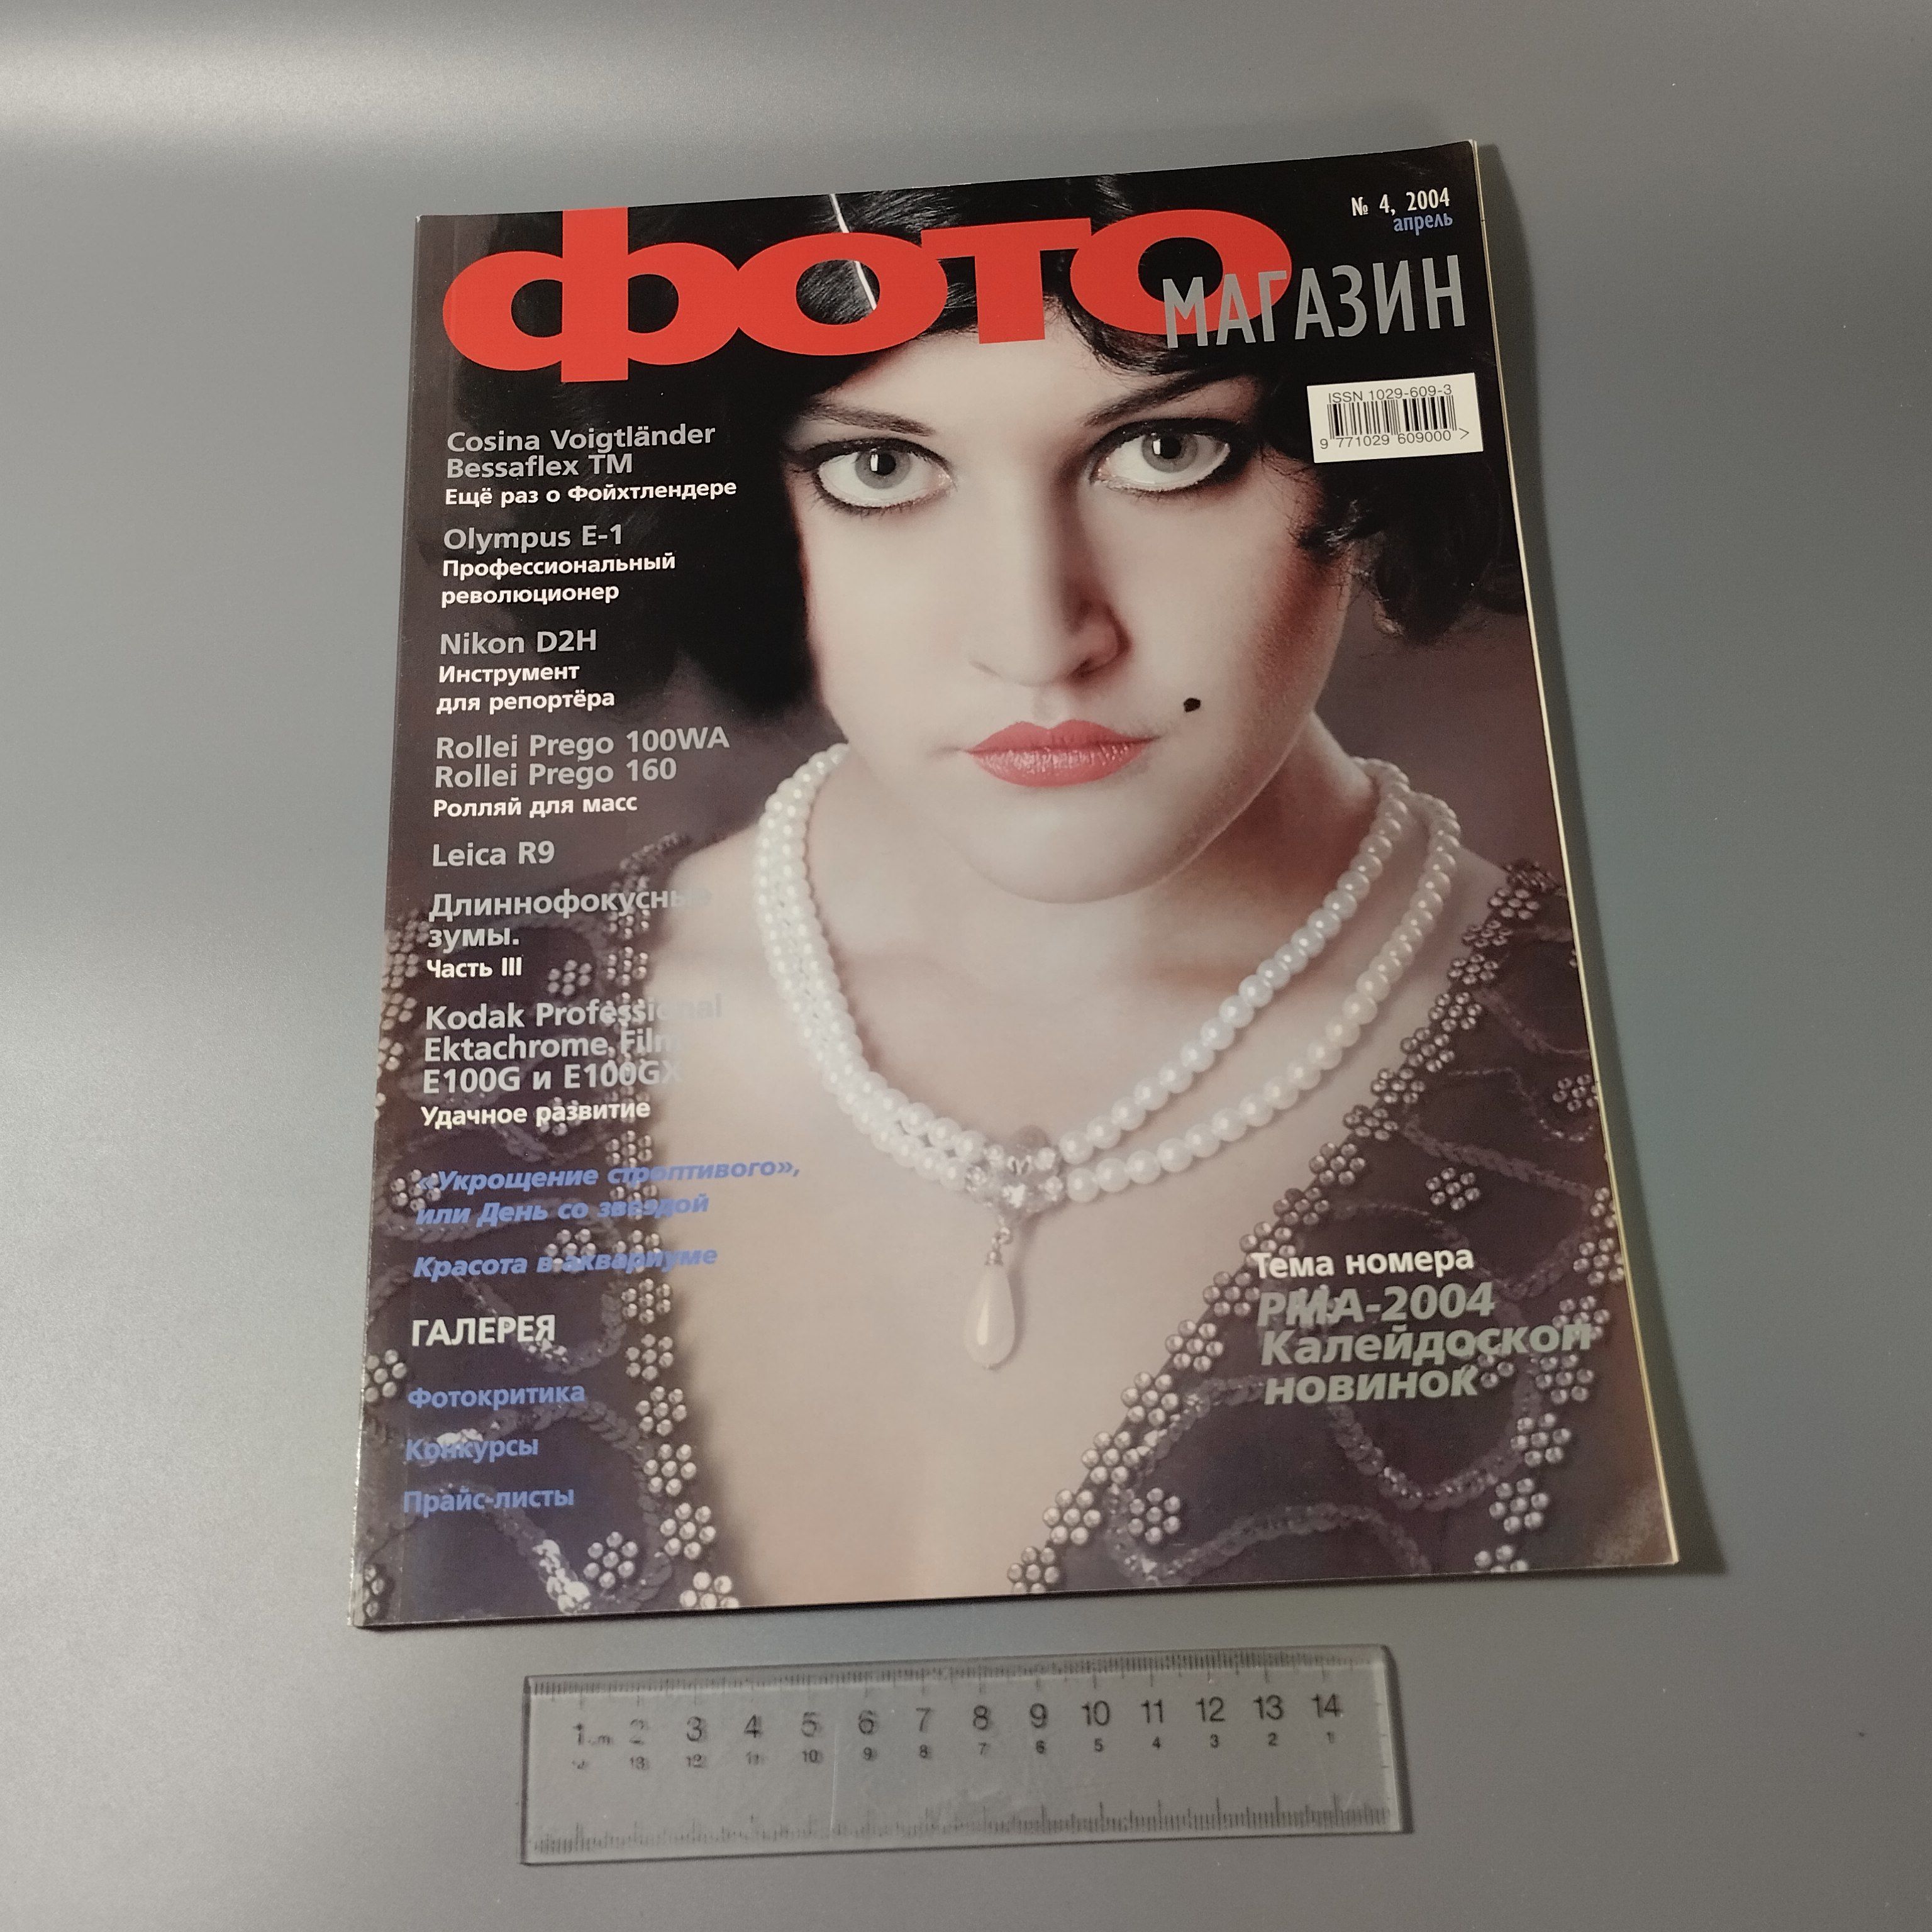 № 4, 2004
апрель
фото
МАГАЗИН
ISSN 1029-609-3
9 771029 609000 >
Cosina Voigtländer
Bessaflex TM
Ещё раз о Фойхтлендере
Olympus E-1
Профессиональный
революционер
Nikon D2H
Инструмент
для репортёра
Rollei Prego 100WA
Rollei Prego 160
Ролляй для масс
Leica R9
Длиннофокусные
зумы.
Часть III
Kodak Professional
Ektachrome Film
E100G и E100GX
Удачное развитие
«Укрощение строптивого»,
или День со звездой
Красота в аквариуме
ГАЛЕРЕЯ
Фотокритика
Конкурсы
Прайс-листы
Тема номера
PMA-2004
Калейдоскоп
новинок
1 cm 2 3 4 5 6 7 8 9 10 11 12 13 14
13 12 11 10 9 8 7 6 5 4 3 2 1